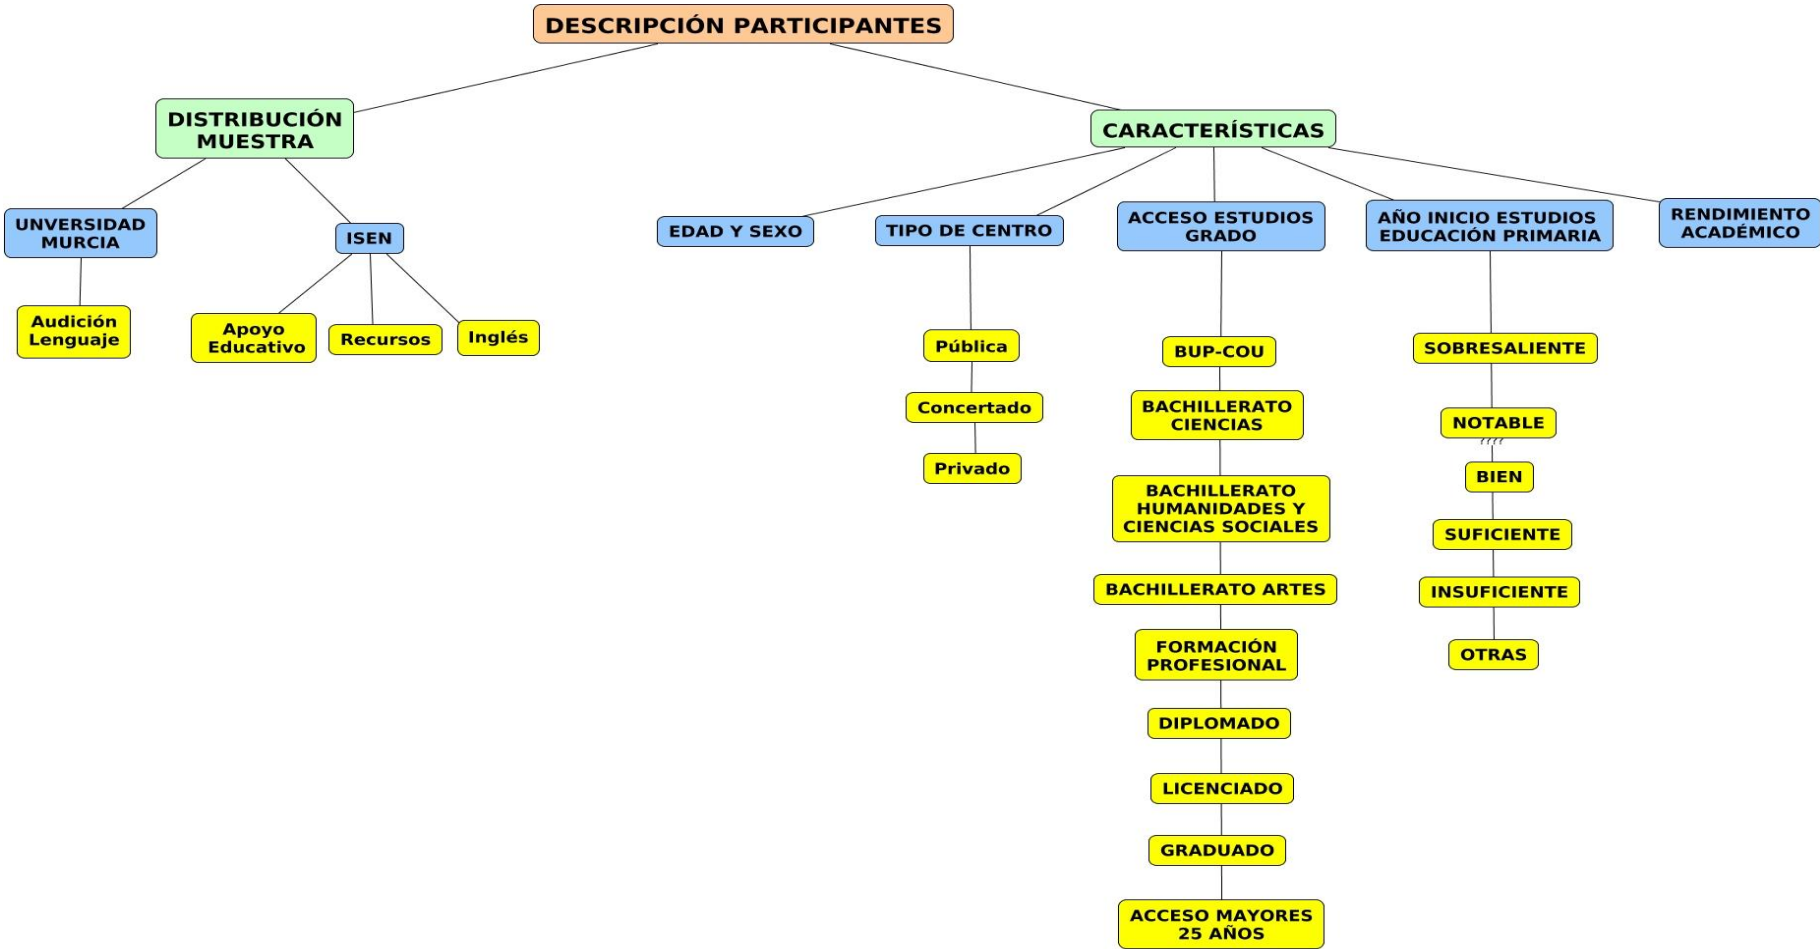 DESCRIPCIÓN PARTICIPANTES
DISTRIBUCIÓN
MUESTRA
CARACTERÍSTICAS
UNVERSIDAD
MURCIA
ISEN
EDAD Y SEXO
TIPO DE CENTRO
ACCESO ESTUDIOS
GRADO
AÑO INICIO ESTUDIOS
EDUCACIÓN PRIMARIA
RENDIMIENTO
ACADÉMICO
Audición
Lenguaje
Apoyo
Educativo
Recursos
Inglés
Pública
Concertado
Privado
BUP-COU
BACHILLERATO
CIENCIAS
BACHILLERATO
HUMANIDADES Y
CIENCIAS SOCIALES
BACHILLERATO ARTES
FORMACIÓN
PROFESIONAL
DIPLOMADO
LICENCIADO
GRADUADO
ACCESO MAYORES
25 AÑOS
SOBRESALIENTE
NOTABLE
????
BIEN
SUFICIENTE
INSUFICIENTE
OTRAS